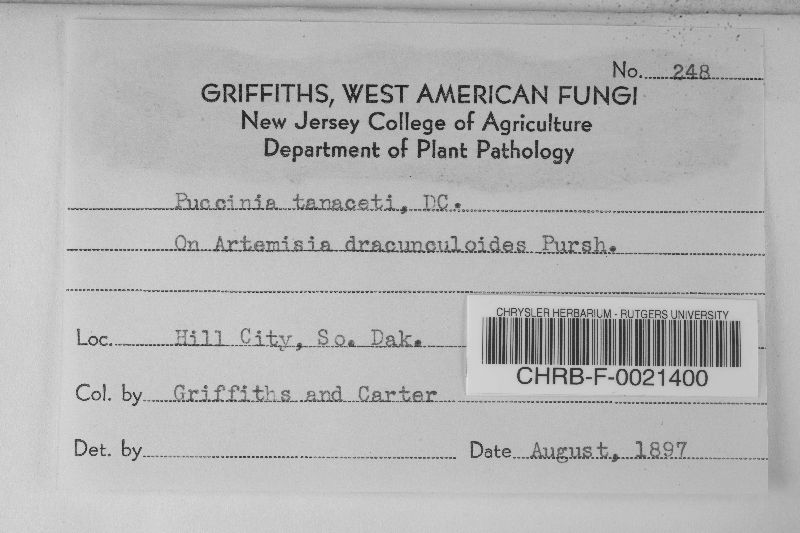 No. 248
GRIFFITHS, WEST AMERICAN FUNGI
New Jersey College of Agriculture
Department of Plant Pathology
Puccinia tanaceti, DC.
On Artemisia dracunculoides Pursh.
Loc. Hill City, So. Dak.
CHRYSLER HERBARIUM - RUTGERS UNIVERSITY
CHRB-F-0021400
Col. by Griffiths and Carter
Det. by
Date August, 1897